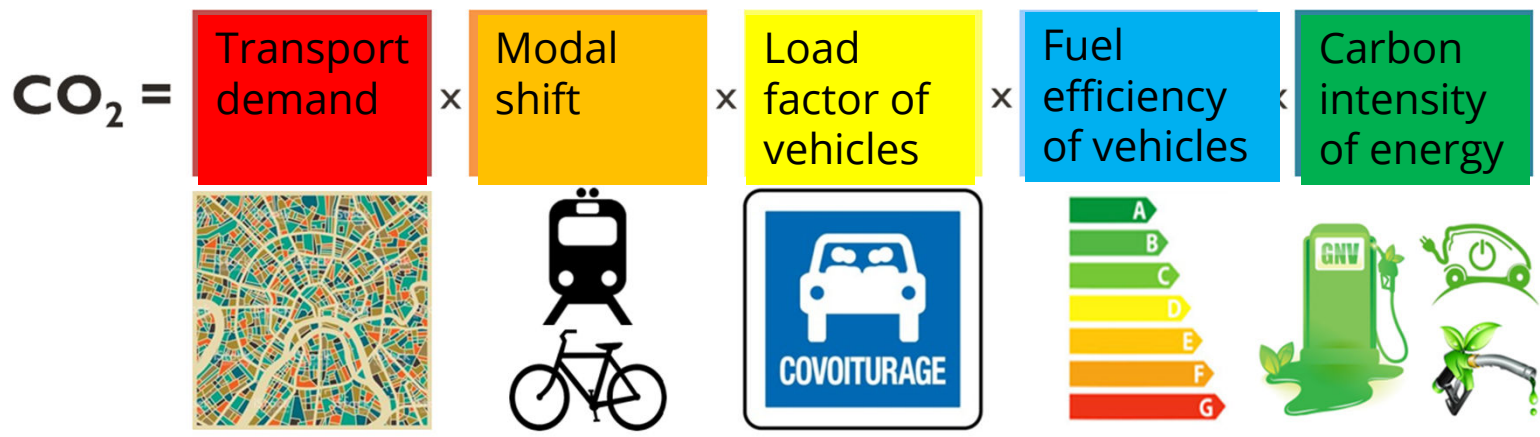 CO₂ =
Transport
demand
x
Modal
shift
x
Load
factor of
vehicles
x
Fuel
efficiency
of vehicles
x
Carbon
intensity
of energy
COVOITURAGE
A
B
C
D
E
F
G
GNV